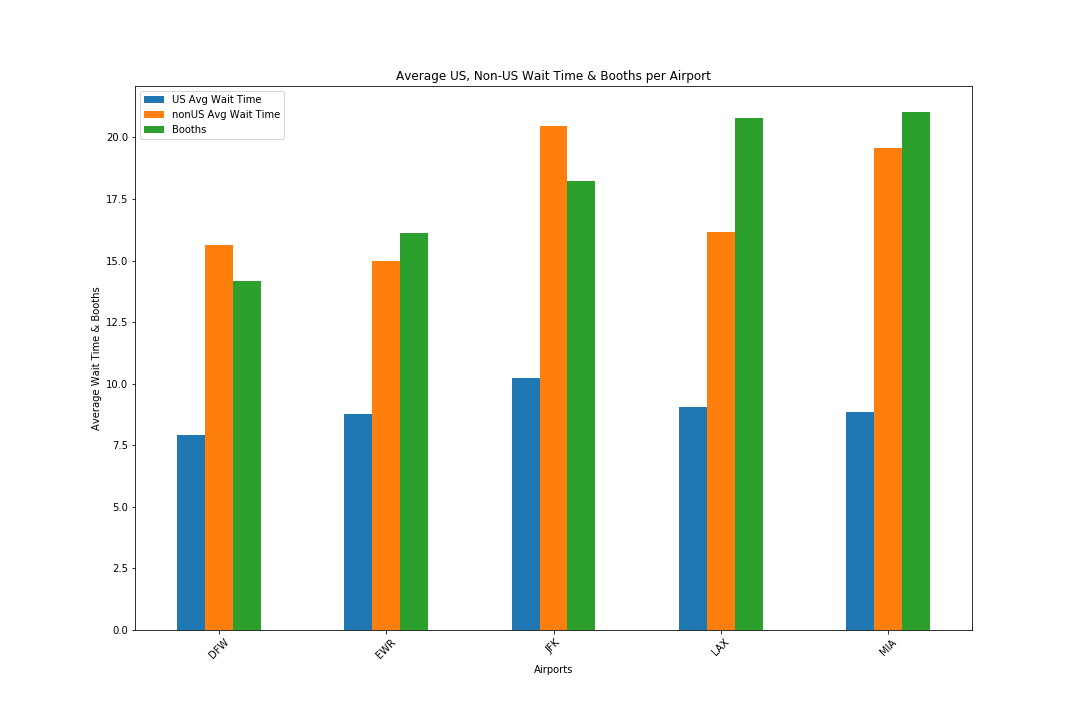 Average US, Non-US Wait Time & Booths per Airport
US Avg Wait Time
nonUS Avg Wait Time
Booths
Average Wait Time & Booths
20.0
17.5
15.0
12.5
10.0
7.5
5.0
2.5
0.0
DFW
EWR
JFK
LAX
MIA
Airports